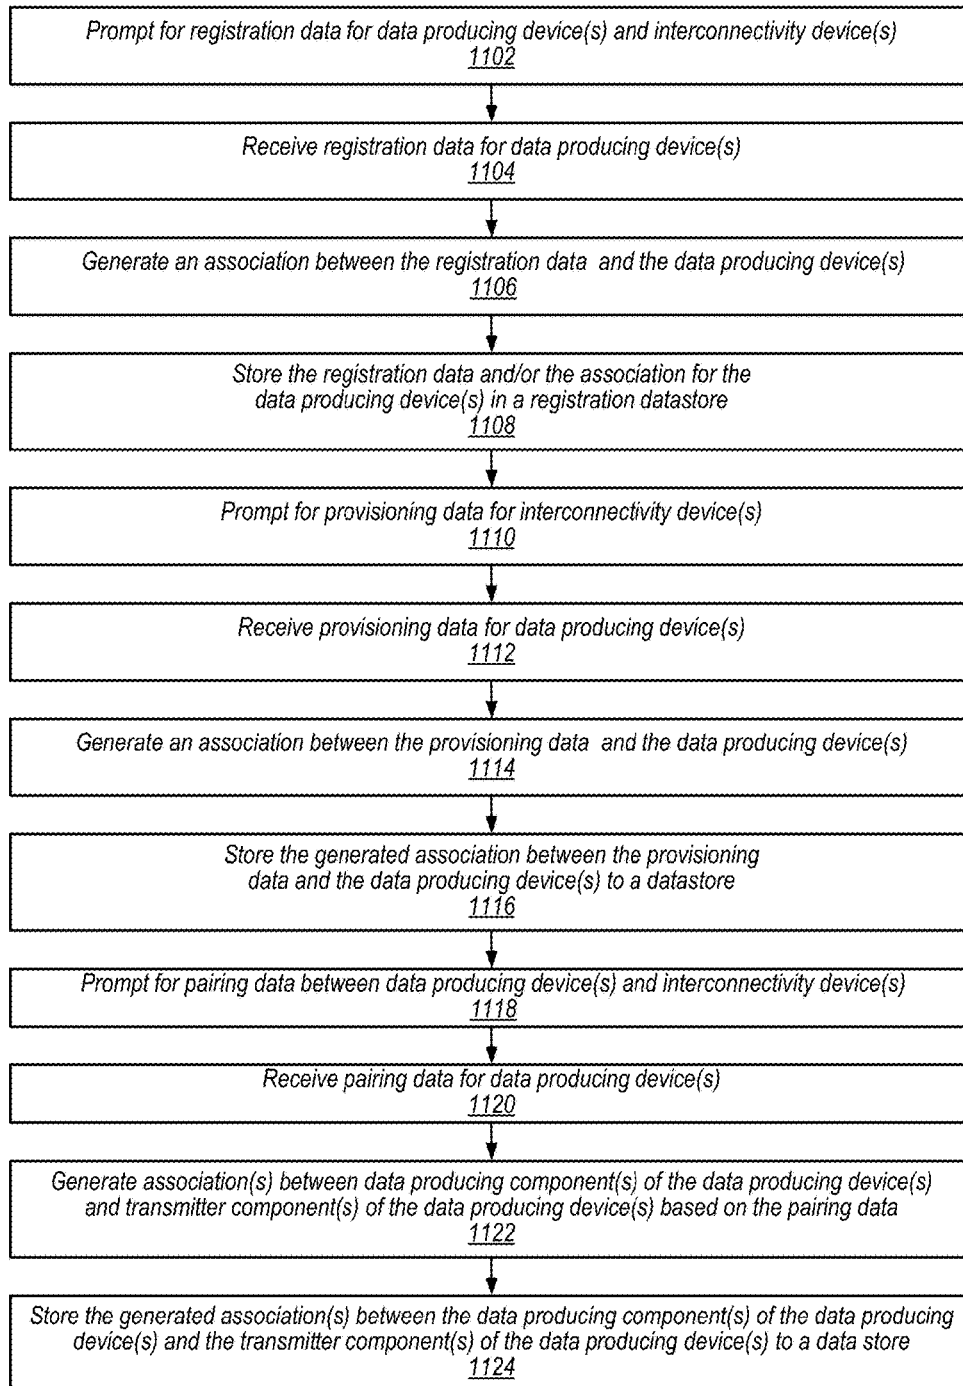 Prompt for registration data for data producing device(s) and interconnectivity device(s)
1102
Receive registration data for data producing device(s)
1104
Generate an association between the registration data and the data producing device(s)
1106
Store the registration data and/or the association for the
data producing device(s) in a registration datastore
1108
Prompt for provisioning data for interconnectivity device(s)
1110
Receive provisioning data for data producing device(s)
1112
Generate an association between the provisioning data and the data producing device(s)
1114
Store the generated association between the provisioning
data and the data producing device(s) to a datastore
1116
Prompt for pairing data between data producing device(s) and interconnectivity device(s)
1118
Receive pairing data for data producing device(s)
1120
Generate association(s) between data producing component(s) of the data producing device(s)
and transmitter component(s) of the data producing device(s) based on the pairing data
1122
Store the generated association(s) between the data producing component(s) of the data producing
device(s) and the transmitter component(s) of the data producing device(s) to a data store
1124